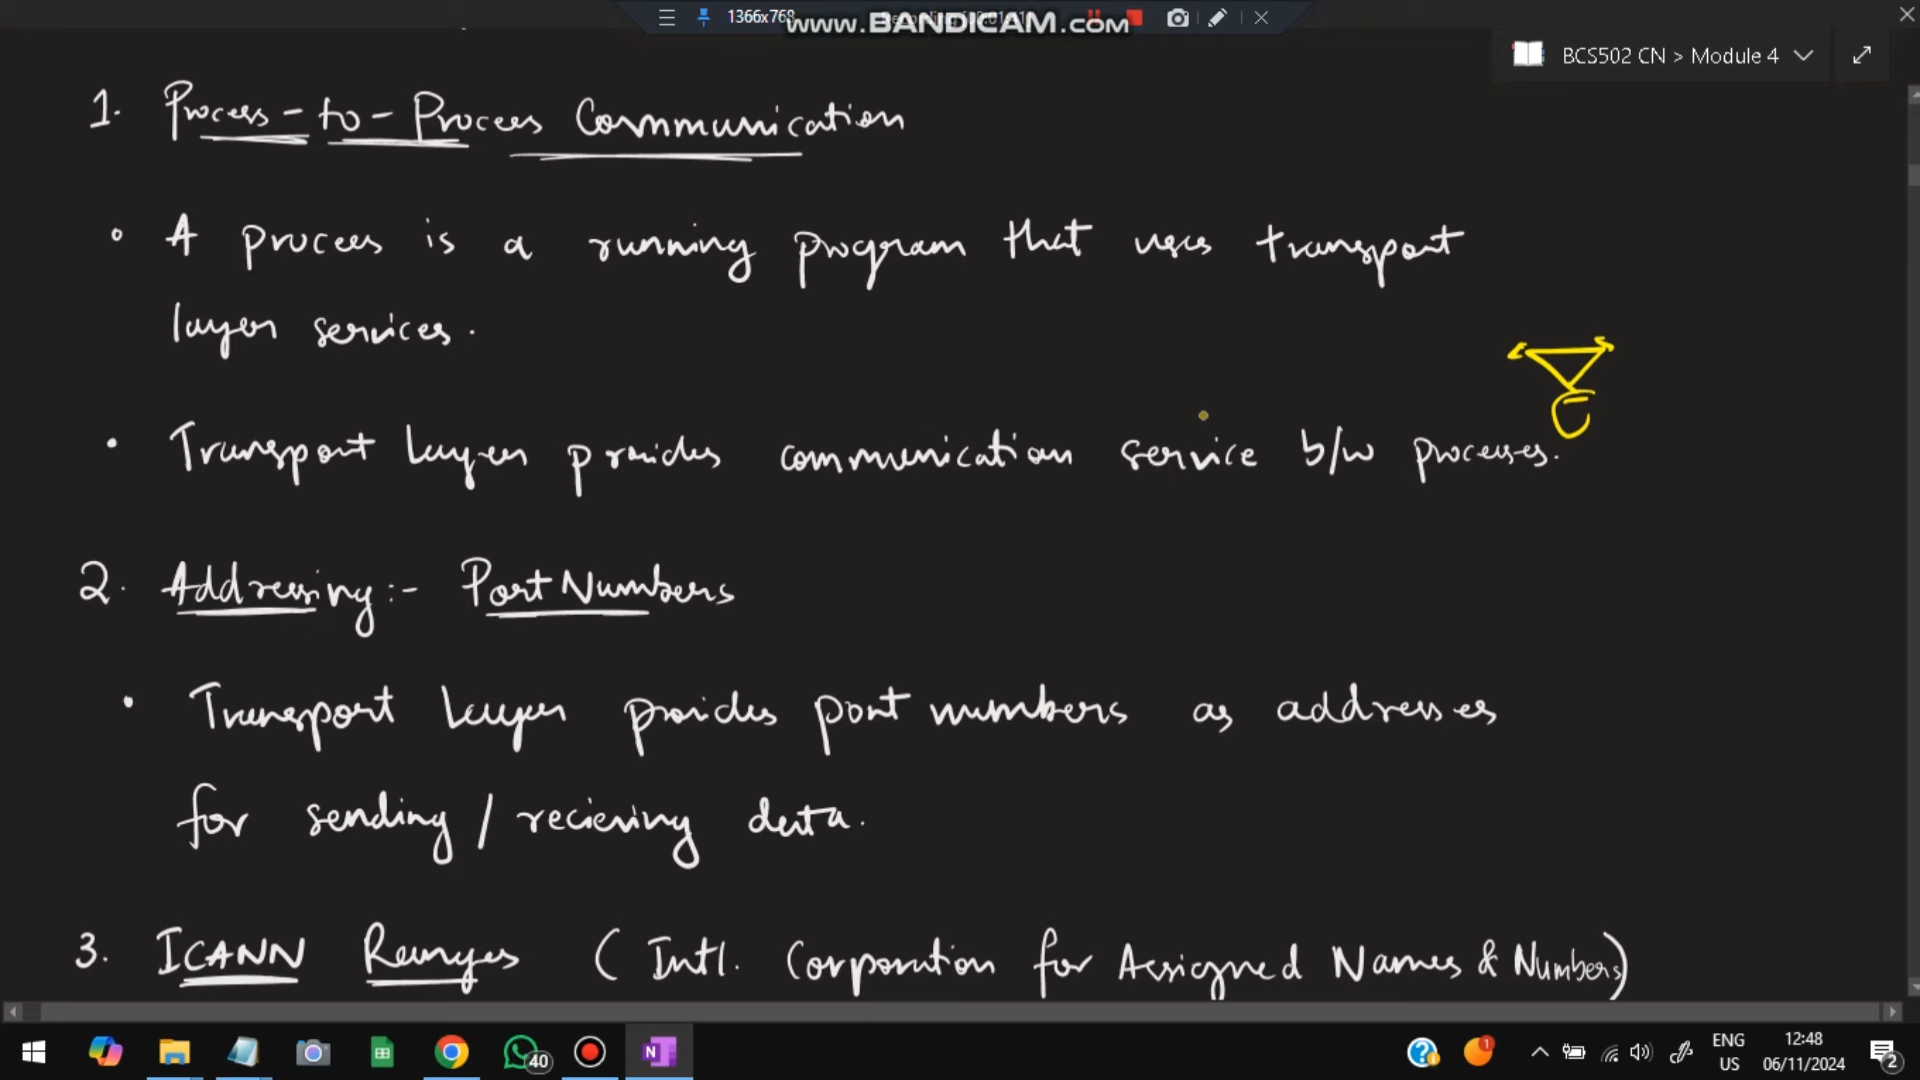 1366x768
www.BANDICAM.com
BCS502 CN > Module 4
1. Process-to-Process Communication
• A process is a running program that uses transport
layer services.
• Transport Layer provides communication service b/w processes.
2. Addressing:- Port Numbers
• Transport Layer provides port numbers as addresses
for sending / recieving data.
3. ICANN Ranges (Intl. Corporation for Assigned Names & Numbers)
40
N
1
ENG
US
12:48
06/11/2024
2